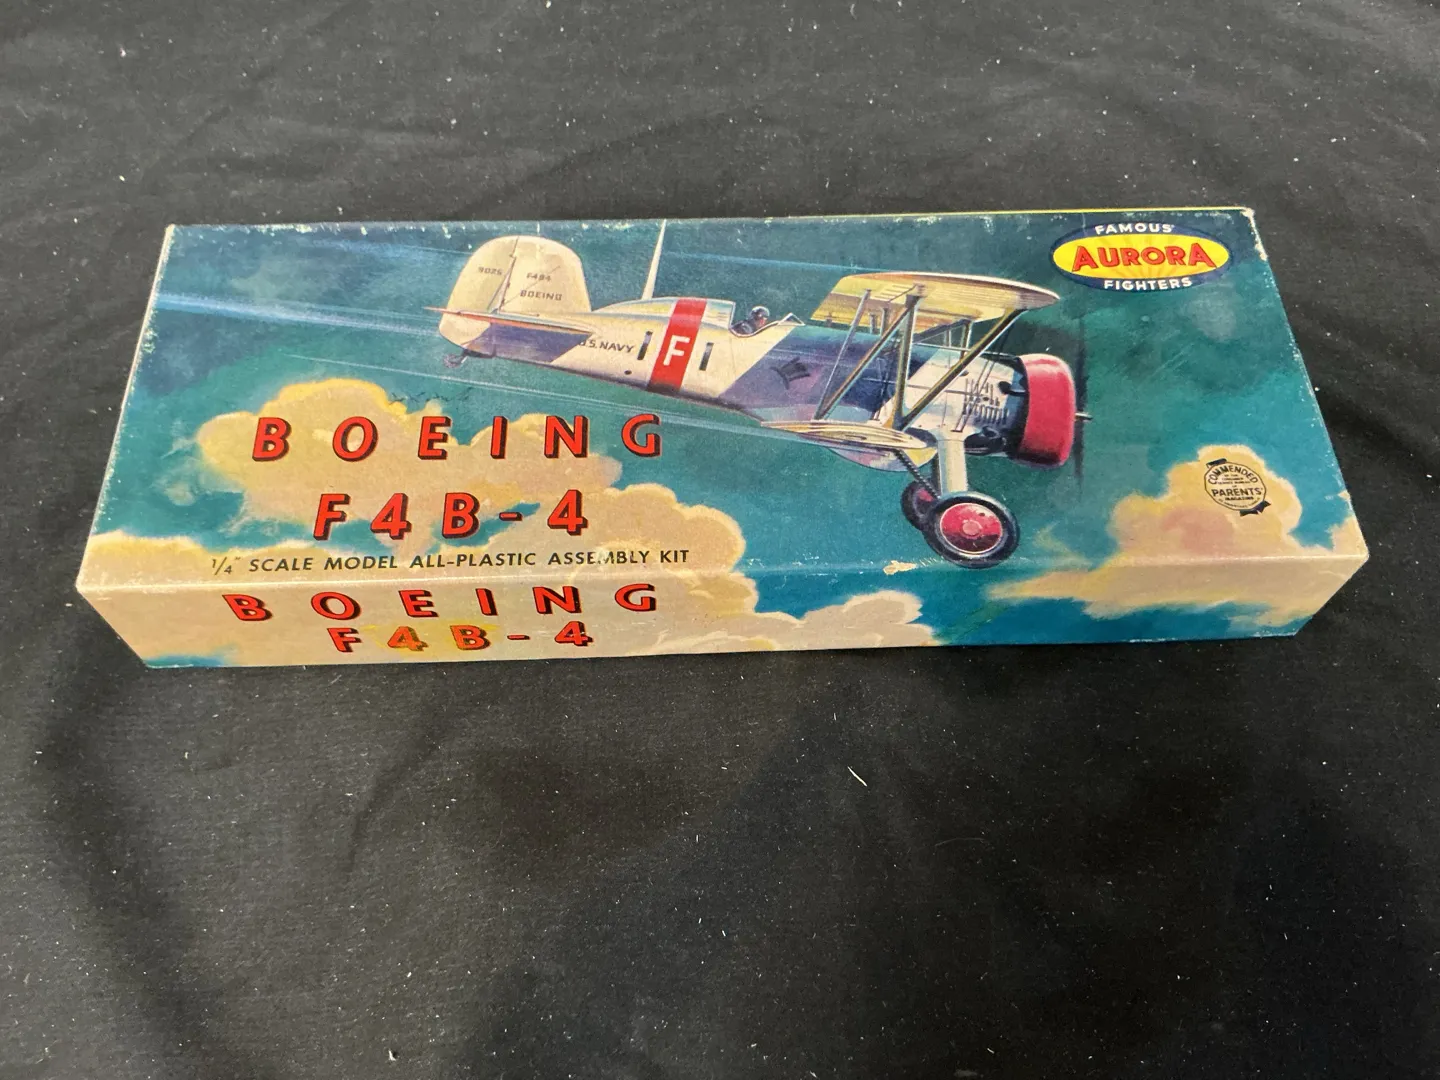 FAMOUS
AURORA
FIGHTERS
9025 F4B4
BOEING
U.S. NAVY
F
BOEING
F4B-4
1/4" SCALE MODEL ALL-PLASTIC ASSEMBLY KIT
COMMENDED
PARENTS'
MAGAZINE
BOEING
F4B-4